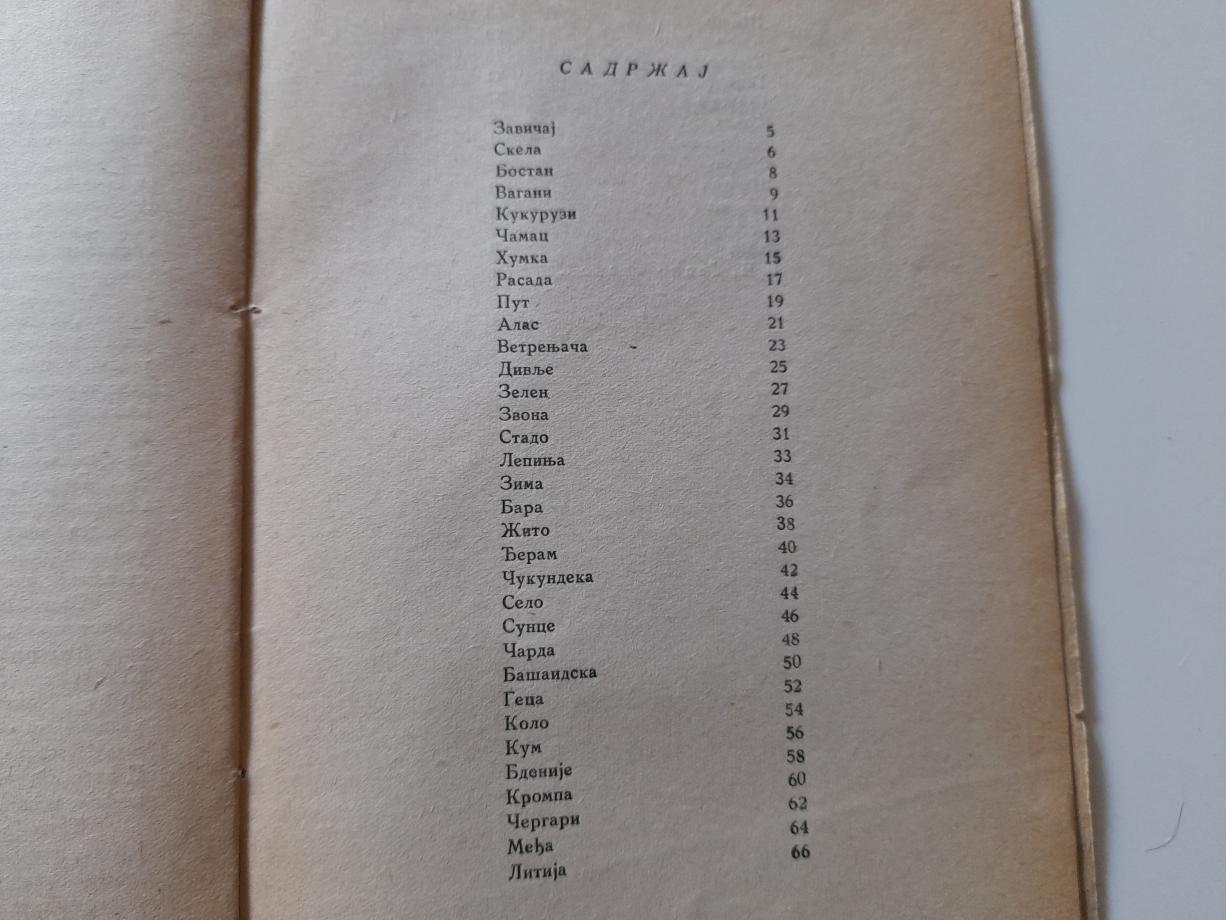 САДРЖАЈ
Завичај 5
Скела 6
Бостан 8
Вагани 9
Кукурузи 11
Чамац 13
Хумка 15
Расада 17
Пут 19
Алас 21
Ветрењача 23
Дивље 25
Зелен 27
Звона 29
Стадо 31
Лепиња 33
Зима 34
Бара 36
Жито 38
Ђерам 40
Чукундека 42
Село 44
Сунце 46
Чарда 48
Башаидска 50
Геца 52
Коло 54
Кум 56
Бденије 58
Кромпа 60
Чергари 62
Међа 64
Литија 66